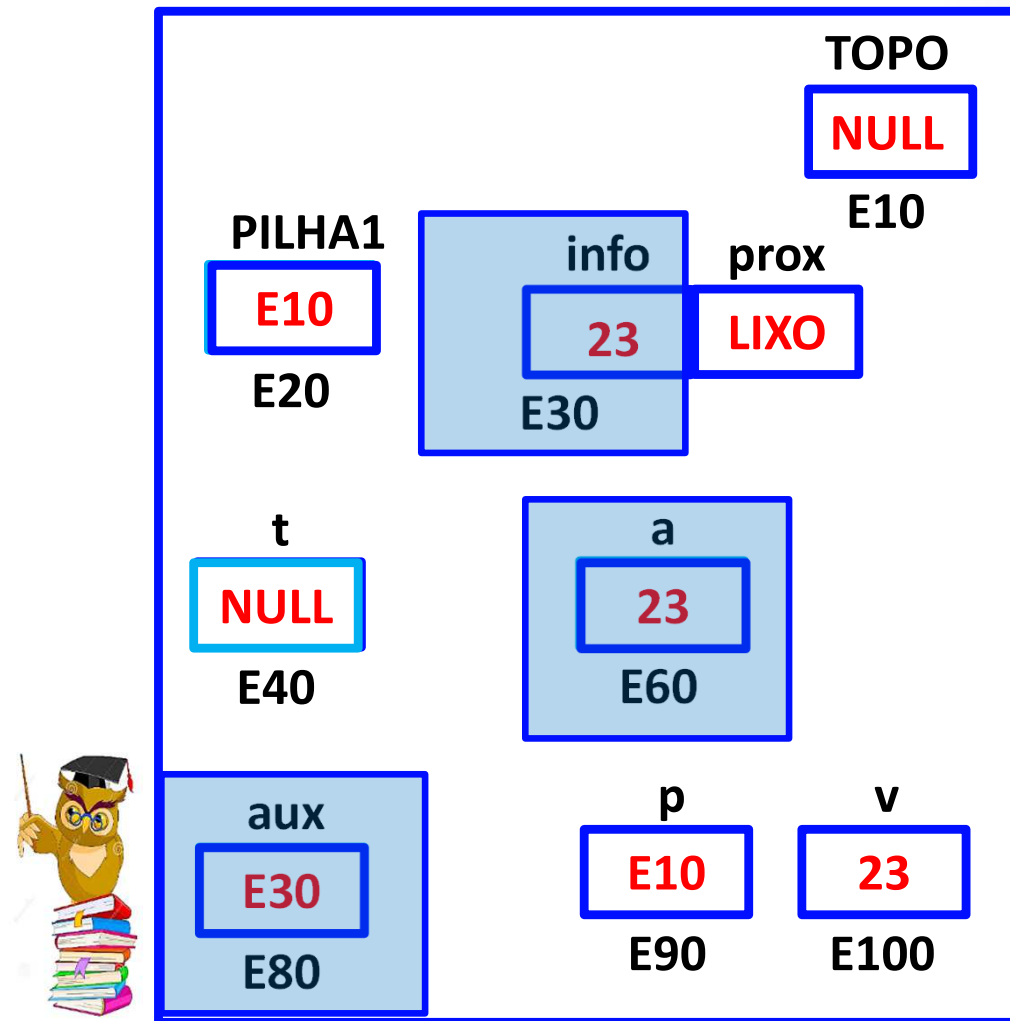 TOPO
NULL
E10
PILHA1
E10
E20
info prox
23 LIXO
E30
t
NULL
E40
a
23
E60
aux
E30
E80
p v
E10 23
E90 E100